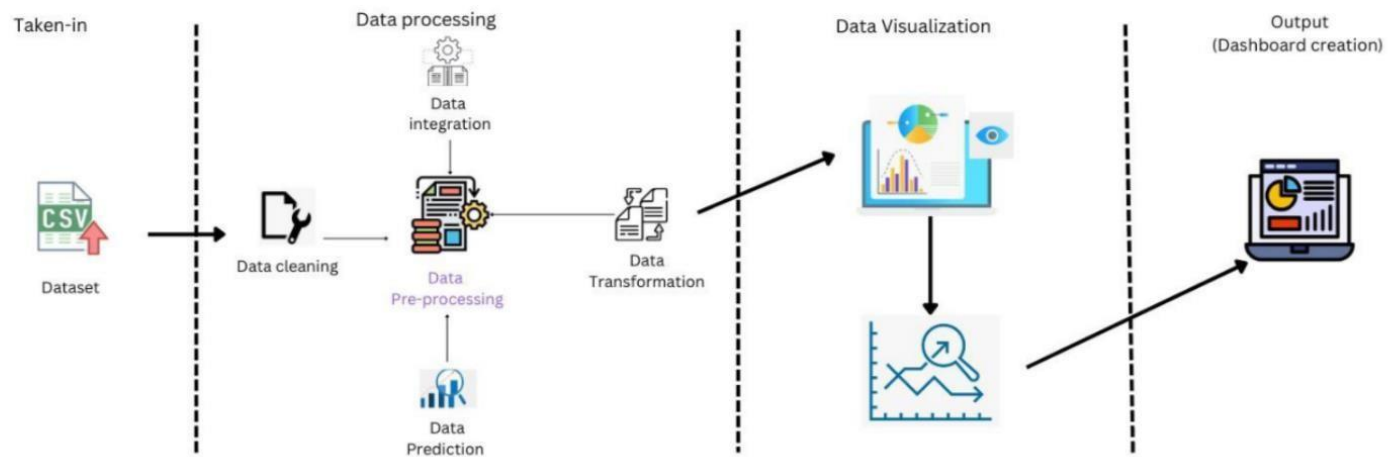 Taken-in
Data processing
Data Visualization
Output
(Dashboard creation)
Data
integration
CSV
Dataset
Data cleaning
Data
Pre-processing
Data
Transformation
Data
Prediction